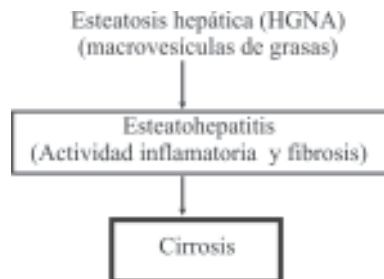 Esteatosis hepática (HGNA)
(macrovesículas de grasas)
Esteatohepatitis
(Actividad inflamatoria y fibrosis)
Cirrosis